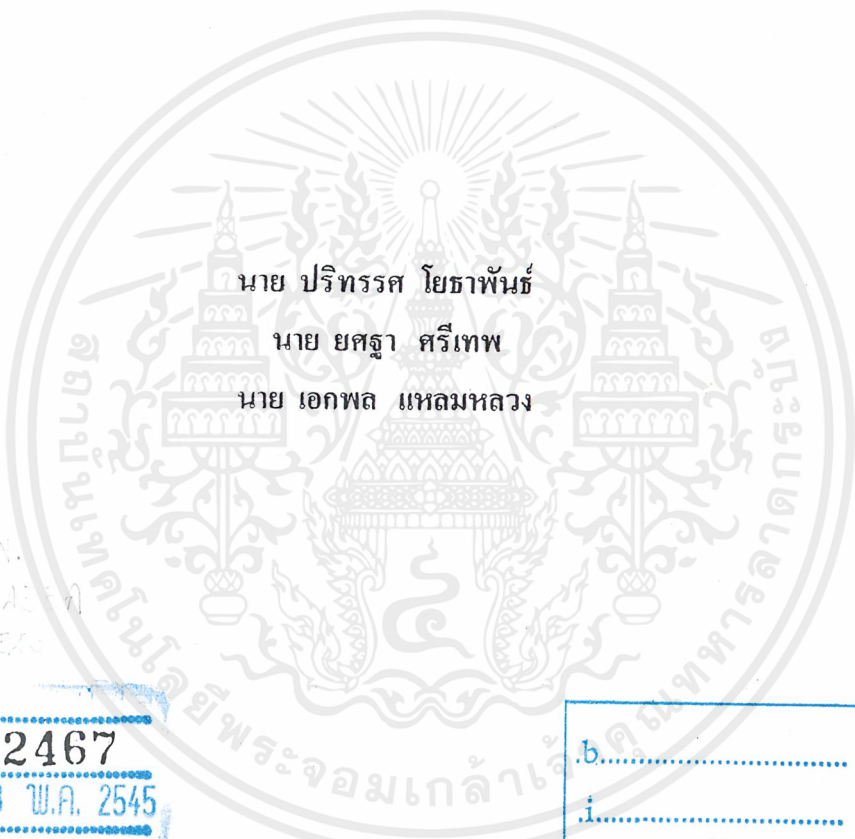 นาย ปริทรรศ โยธาพันธ์
นาย ยศฐา ศรีเทพ
นาย เอกพล แหลมหลวง
สถาบันเทคโนโลยีพระจอมเกล้าเจ้าคุณทหารลาดกระบัง
2467
พ.ค. 2545
.b..............................
.i..............................